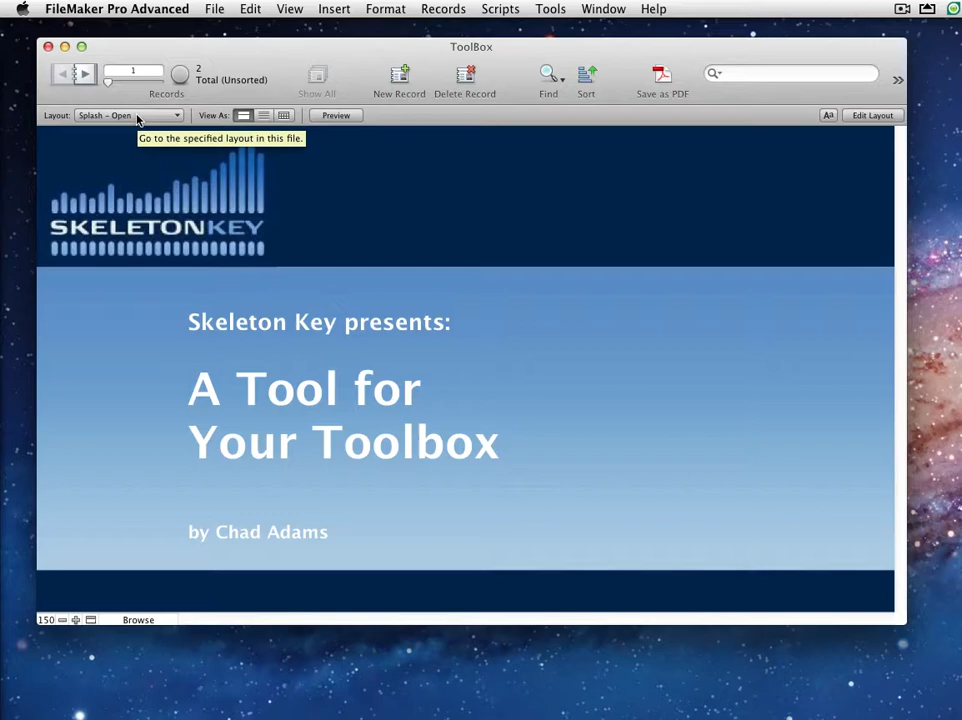 FileMaker Pro Advanced File Edit View Insert Format Records Scripts Tools Window Help
ToolBox
1
2
Total (Unsorted)
Records
Show All
New Record
Delete Record
Find
Sort
Save as PDF
Layout: Splash - Open
View As:
Preview
Aa
Edit Layout
Go to the specified layout in this file.
SKELETONKEY
Skeleton Key presents:
A Tool for
Your Toolbox
by Chad Adams
150
Browse